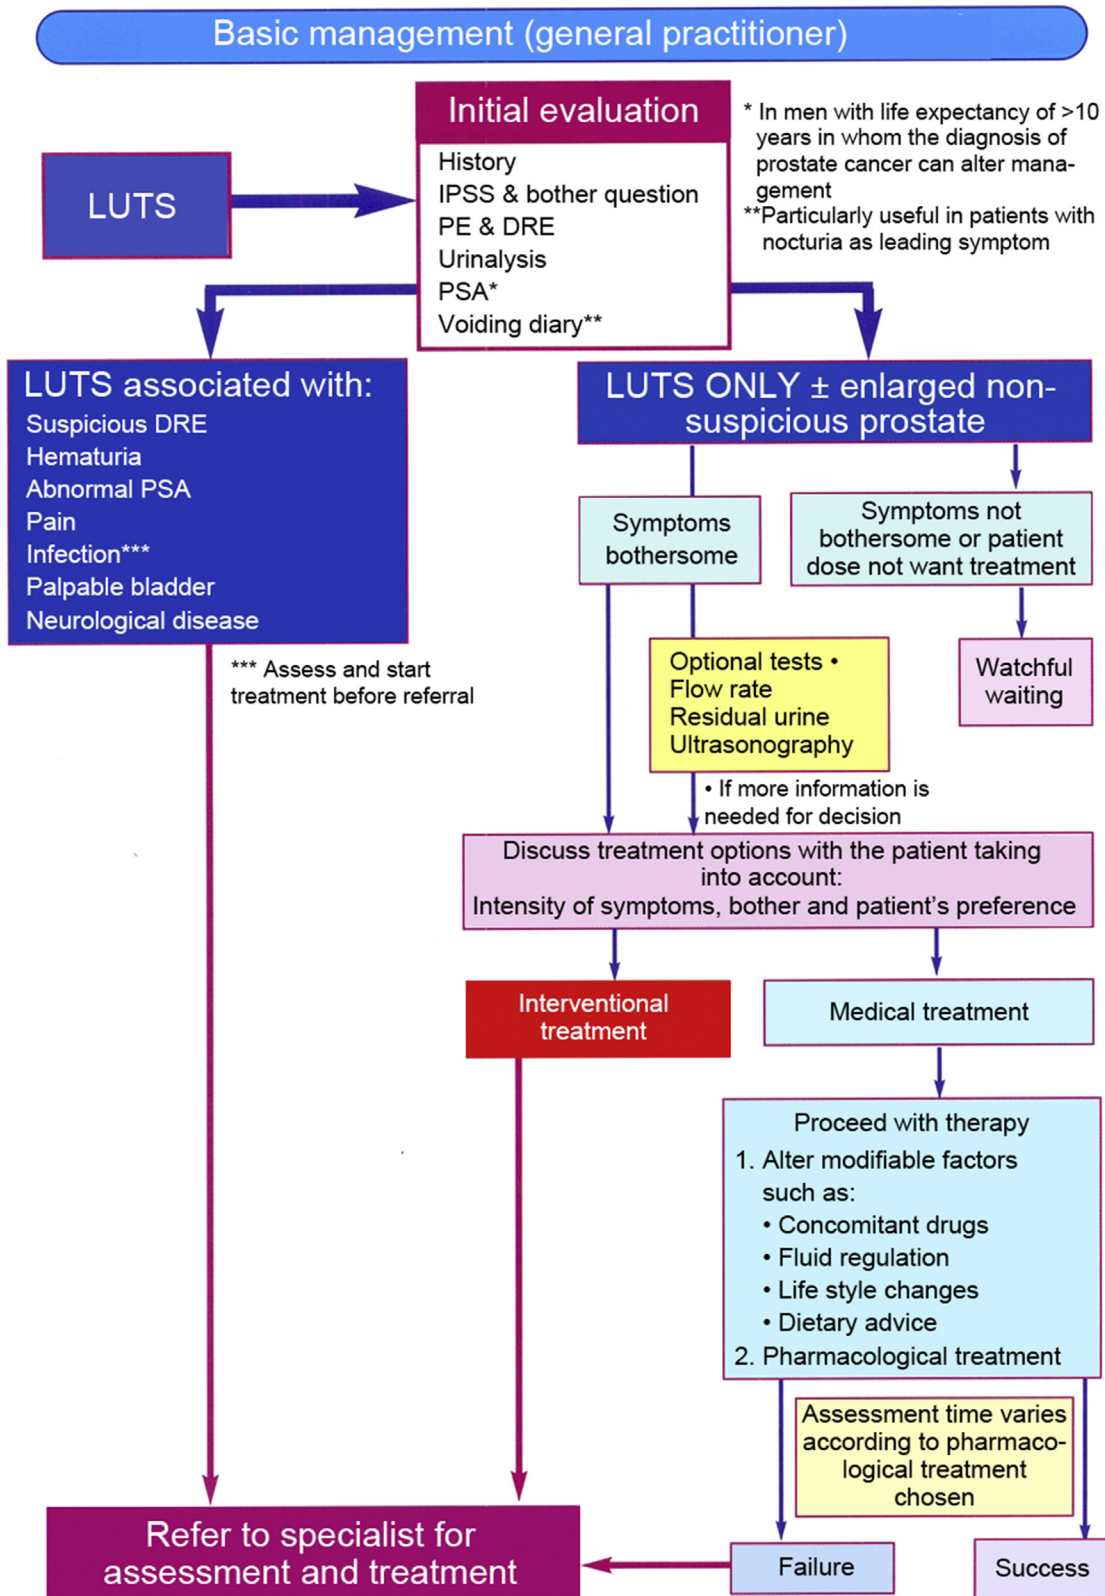 Basic management (general practitioner)
Initial evaluation
History
IPSS & bother question
PE & DRE
Urinalysis
PSA*
Voiding diary**
* In men with life expectancy of >10
years in whom the diagnosis of
prostate cancer can alter mana-
gement
**Particularly useful in patients with
nocturia as leading symptom
LUTS
LUTS associated with:
Suspicious DRE
Hematuria
Abnormal PSA
Pain
Infection***
Palpable bladder
Neurological disease
*** Assess and start
treatment before referral
LUTS ONLY ± enlarged non-
suspicious prostate
Symptoms
bothersome
Symptoms not
bothersome or patient
dose not want treatment
Optional tests •
Flow rate
Residual urine
Ultrasonography
Watchful
waiting
• If more information is
needed for decision
Discuss treatment options with the patient taking
into account:
Intensity of symptoms, bother and patient’s preference
Interventional
treatment
Medical treatment
Proceed with therapy
1. Alter modifiable factors
such as:
• Concomitant drugs
• Fluid regulation
• Life style changes
• Dietary advice
2. Pharmacological treatment
Assessment time varies
according to pharmaco-
logical treatment
chosen
Refer to specialist for
assessment and treatment
Failure
Success